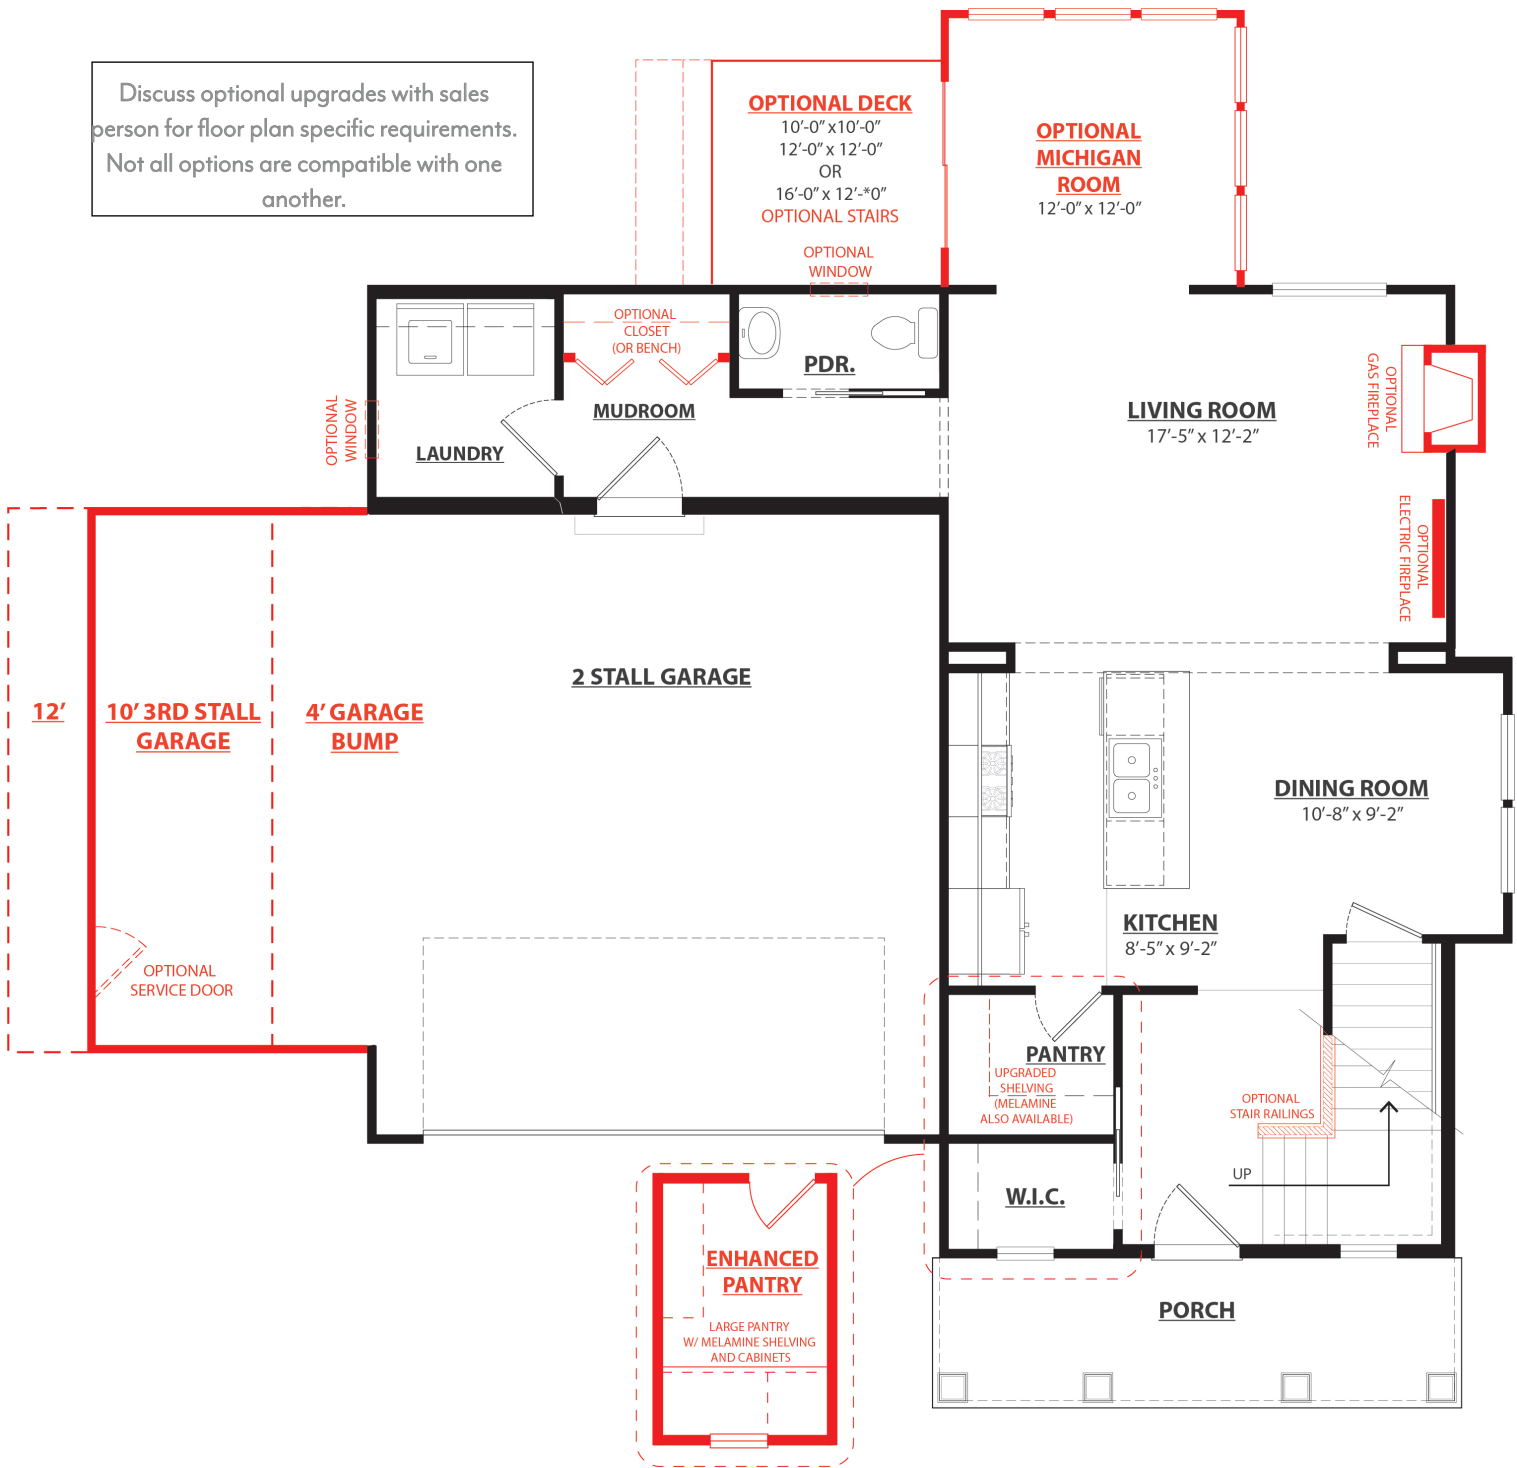 Discuss optional upgrades with sales
person for floor plan specific requirements.
Not all options are compatible with one
another.
OPTIONAL DECK
10'-0" x10'-0"
12'-0" x 12'-0"
OR
16'-0" x 12'-*0"
OPTIONAL STAIRS
OPTIONAL
WINDOW
OPTIONAL
MICHIGAN
ROOM
12'-0" x 12'-0"
OPTIONAL
CLOSET
(OR BENCH)
PDR.
MUDROOM
LAUNDRY
OPTIONAL
WINDOW
LIVING ROOM
17'-5" x 12'-2"
OPTIONAL
GAS FIREPLACE
OPTIONAL
ELECTRIC FIREPLACE
2 STALL GARAGE
12'
10' 3RD STALL
GARAGE
4' GARAGE
BUMP
OPTIONAL
SERVICE DOOR
DINING ROOM
10'-8" x 9'-2"
KITCHEN
8'-5" x 9'-2"
PANTRY
UPGRADED
SHELVING
(MELAMINE
ALSO AVAILABLE)
OPTIONAL
STAIR RAILINGS
UP
W.I.C.
ENHANCED
PANTRY
LARGE PANTRY
W/ MELAMINE SHELVING
AND CABINETS
PORCH